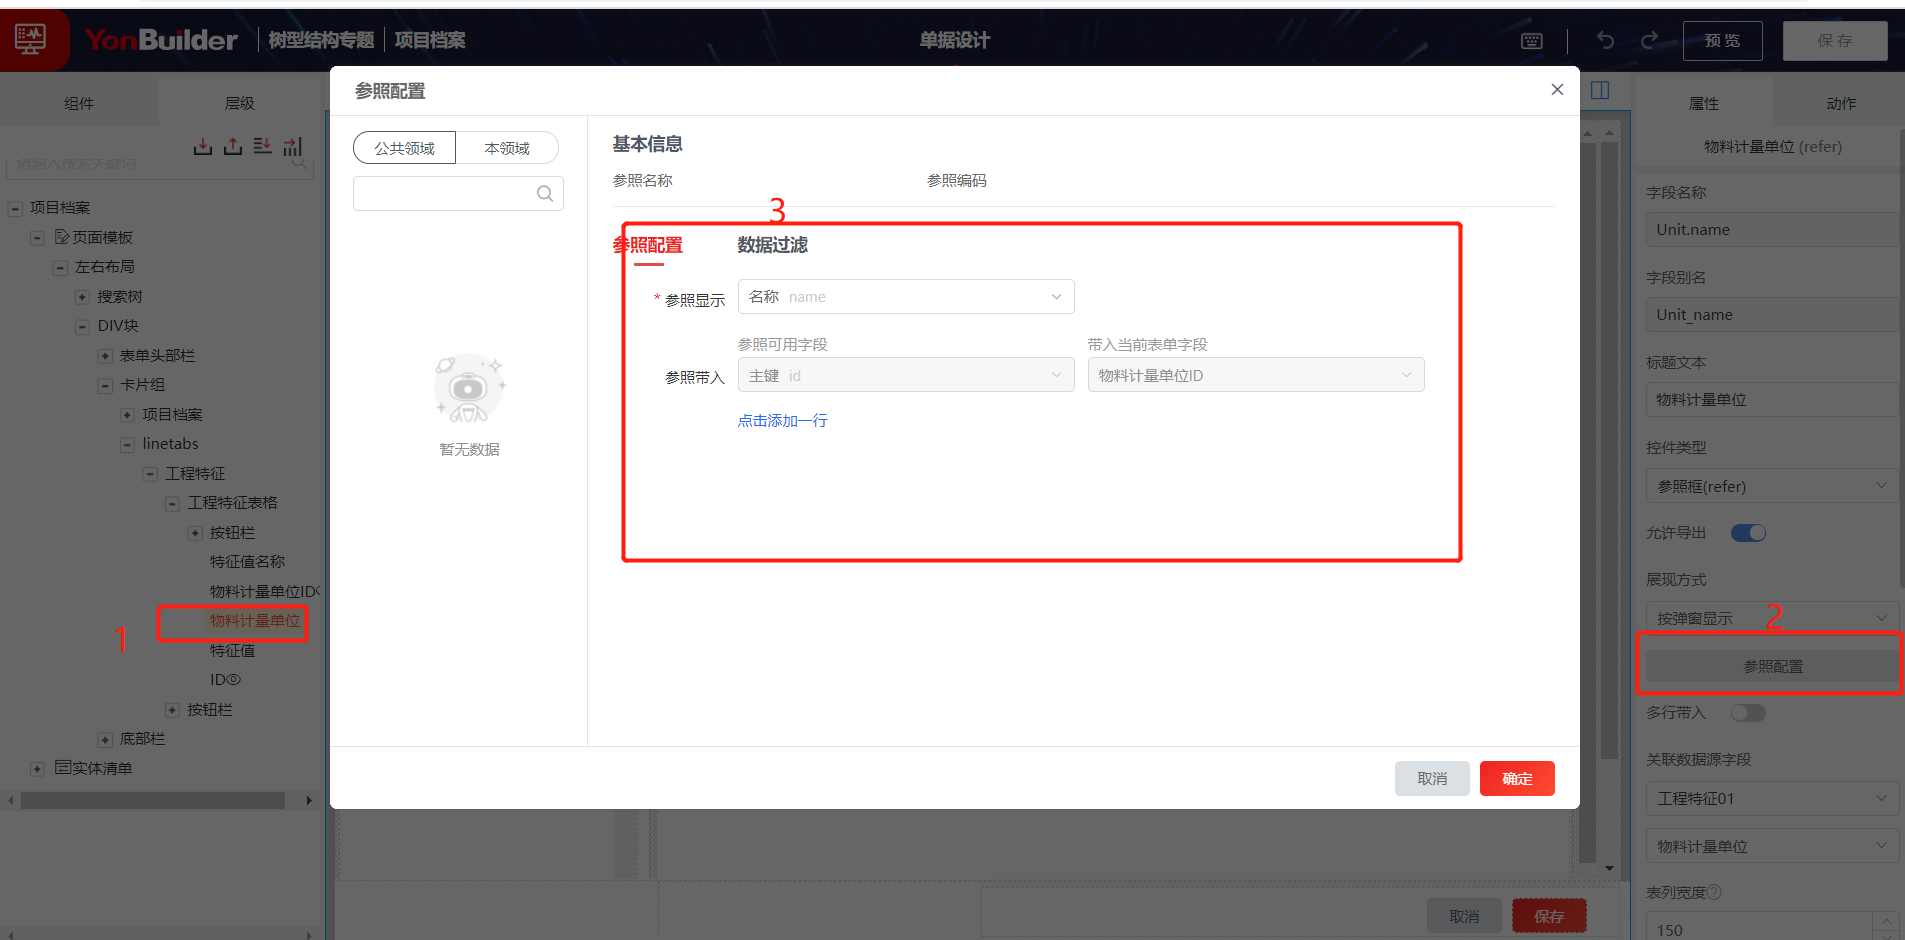 YonBuilder 树型结构专题 项目档案
单据设计
预 览
保 存
组件
层级
请输入搜索关键词
项目档案
页面模板
左右布局
搜索树
DIV块
表单头部栏
卡片组
项目档案
linetabs
工程特征
工程特征表格
按钮栏
特征值名称
物料计量单位ID
1
物料计量单位
特征值
ID
按钮栏
底部栏
实体清单
参照配置
公共领域
本领域
暂无数据
基本信息
参照名称
参照编码
3
参照配置
数据过滤
* 参照显示
名称 name
参照可用字段
带入当前表单字段
参照带入
主键 id
物料计量单位ID
点击添加一行
取消
确定
取消
保存
属性
动作
物料计量单位 (refer)
字段名称
Unit.name
字段别名
Unit_name
标题文本
物料计量单位
控件类型
参照框(refer)
允许导出
展现方式
按弹窗显示
2
参照配置
多行带入
关联数据源字段
工程特征01
物料计量单位
表列宽度
150